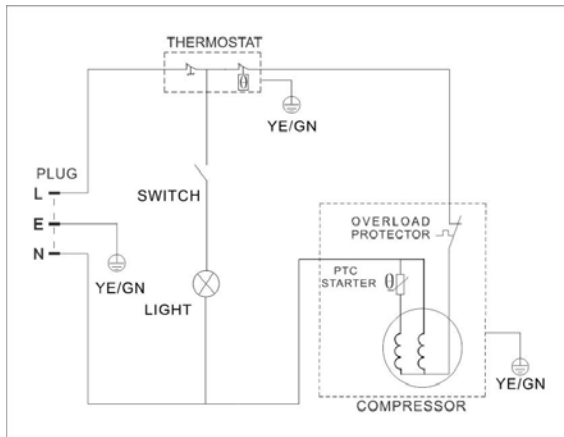 THERMOSTAT
θ
YE/GN
PLUG
L
E
N
SWITCH
YE/GN
LIGHT
OVERLOAD
PROTECTOR
PTC
STARTER
θ
YE/GN
COMPRESSOR